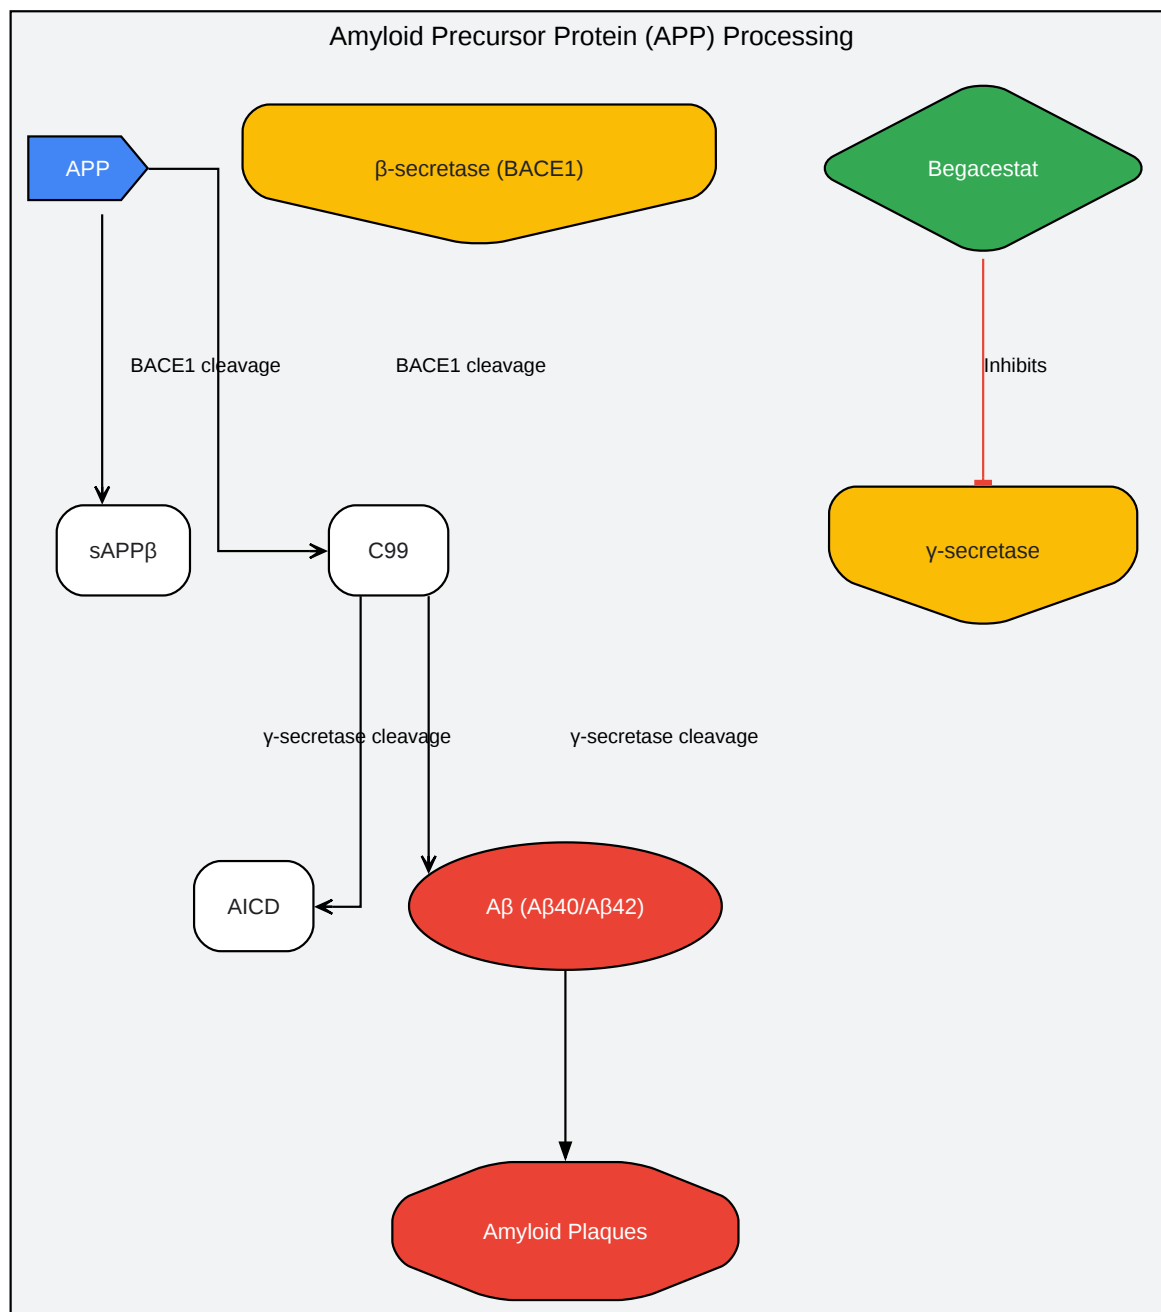 Amyloid Precursor Protein (APP) Processing
APP
β-secretase (BACE1)
Begacestat
BACE1 cleavage
BACE1 cleavage
Inhibits
sAPPβ
C99
γ-secretase
γ-secretase cleavage
γ-secretase cleavage
AICD
Aβ (Aβ40/Aβ42)
Amyloid Plaques